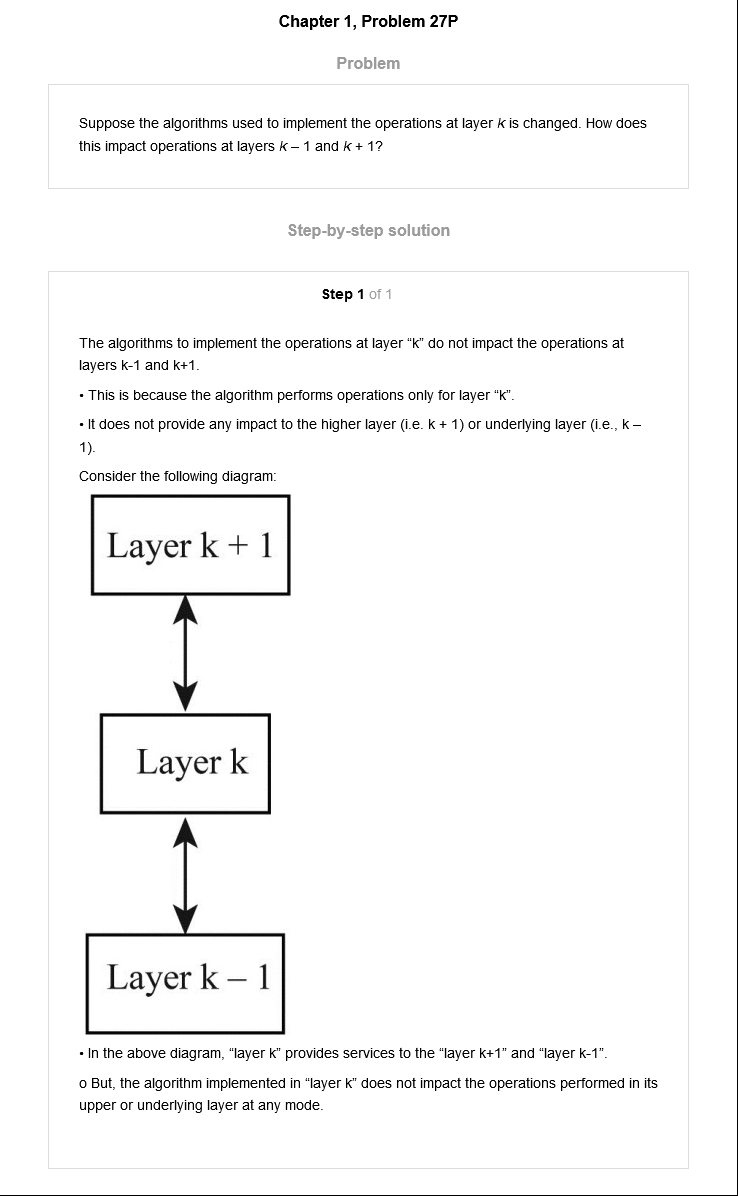 Chapter 1, Problem 27P
Problem
Suppose the algorithms used to implement the operations at layer k is changed. How does
this impact operations at layers k – 1 and k + 1?
Step-by-step solution
Step 1 of 1
The algorithms to implement the operations at layer “k” do not impact the operations at
layers k-1 and k+1.
• This is because the algorithm performs operations only for layer “k”.
• It does not provide any impact to the higher layer (i.e. k + 1) or underlying layer (i.e., k –
1).
Consider the following diagram:
Layer k + 1
Layer k
Layer k – 1
• In the above diagram, “layer k” provides services to the “layer k+1” and “layer k-1”.
o But, the algorithm implemented in “layer k” does not impact the operations performed in its
upper or underlying layer at any mode.